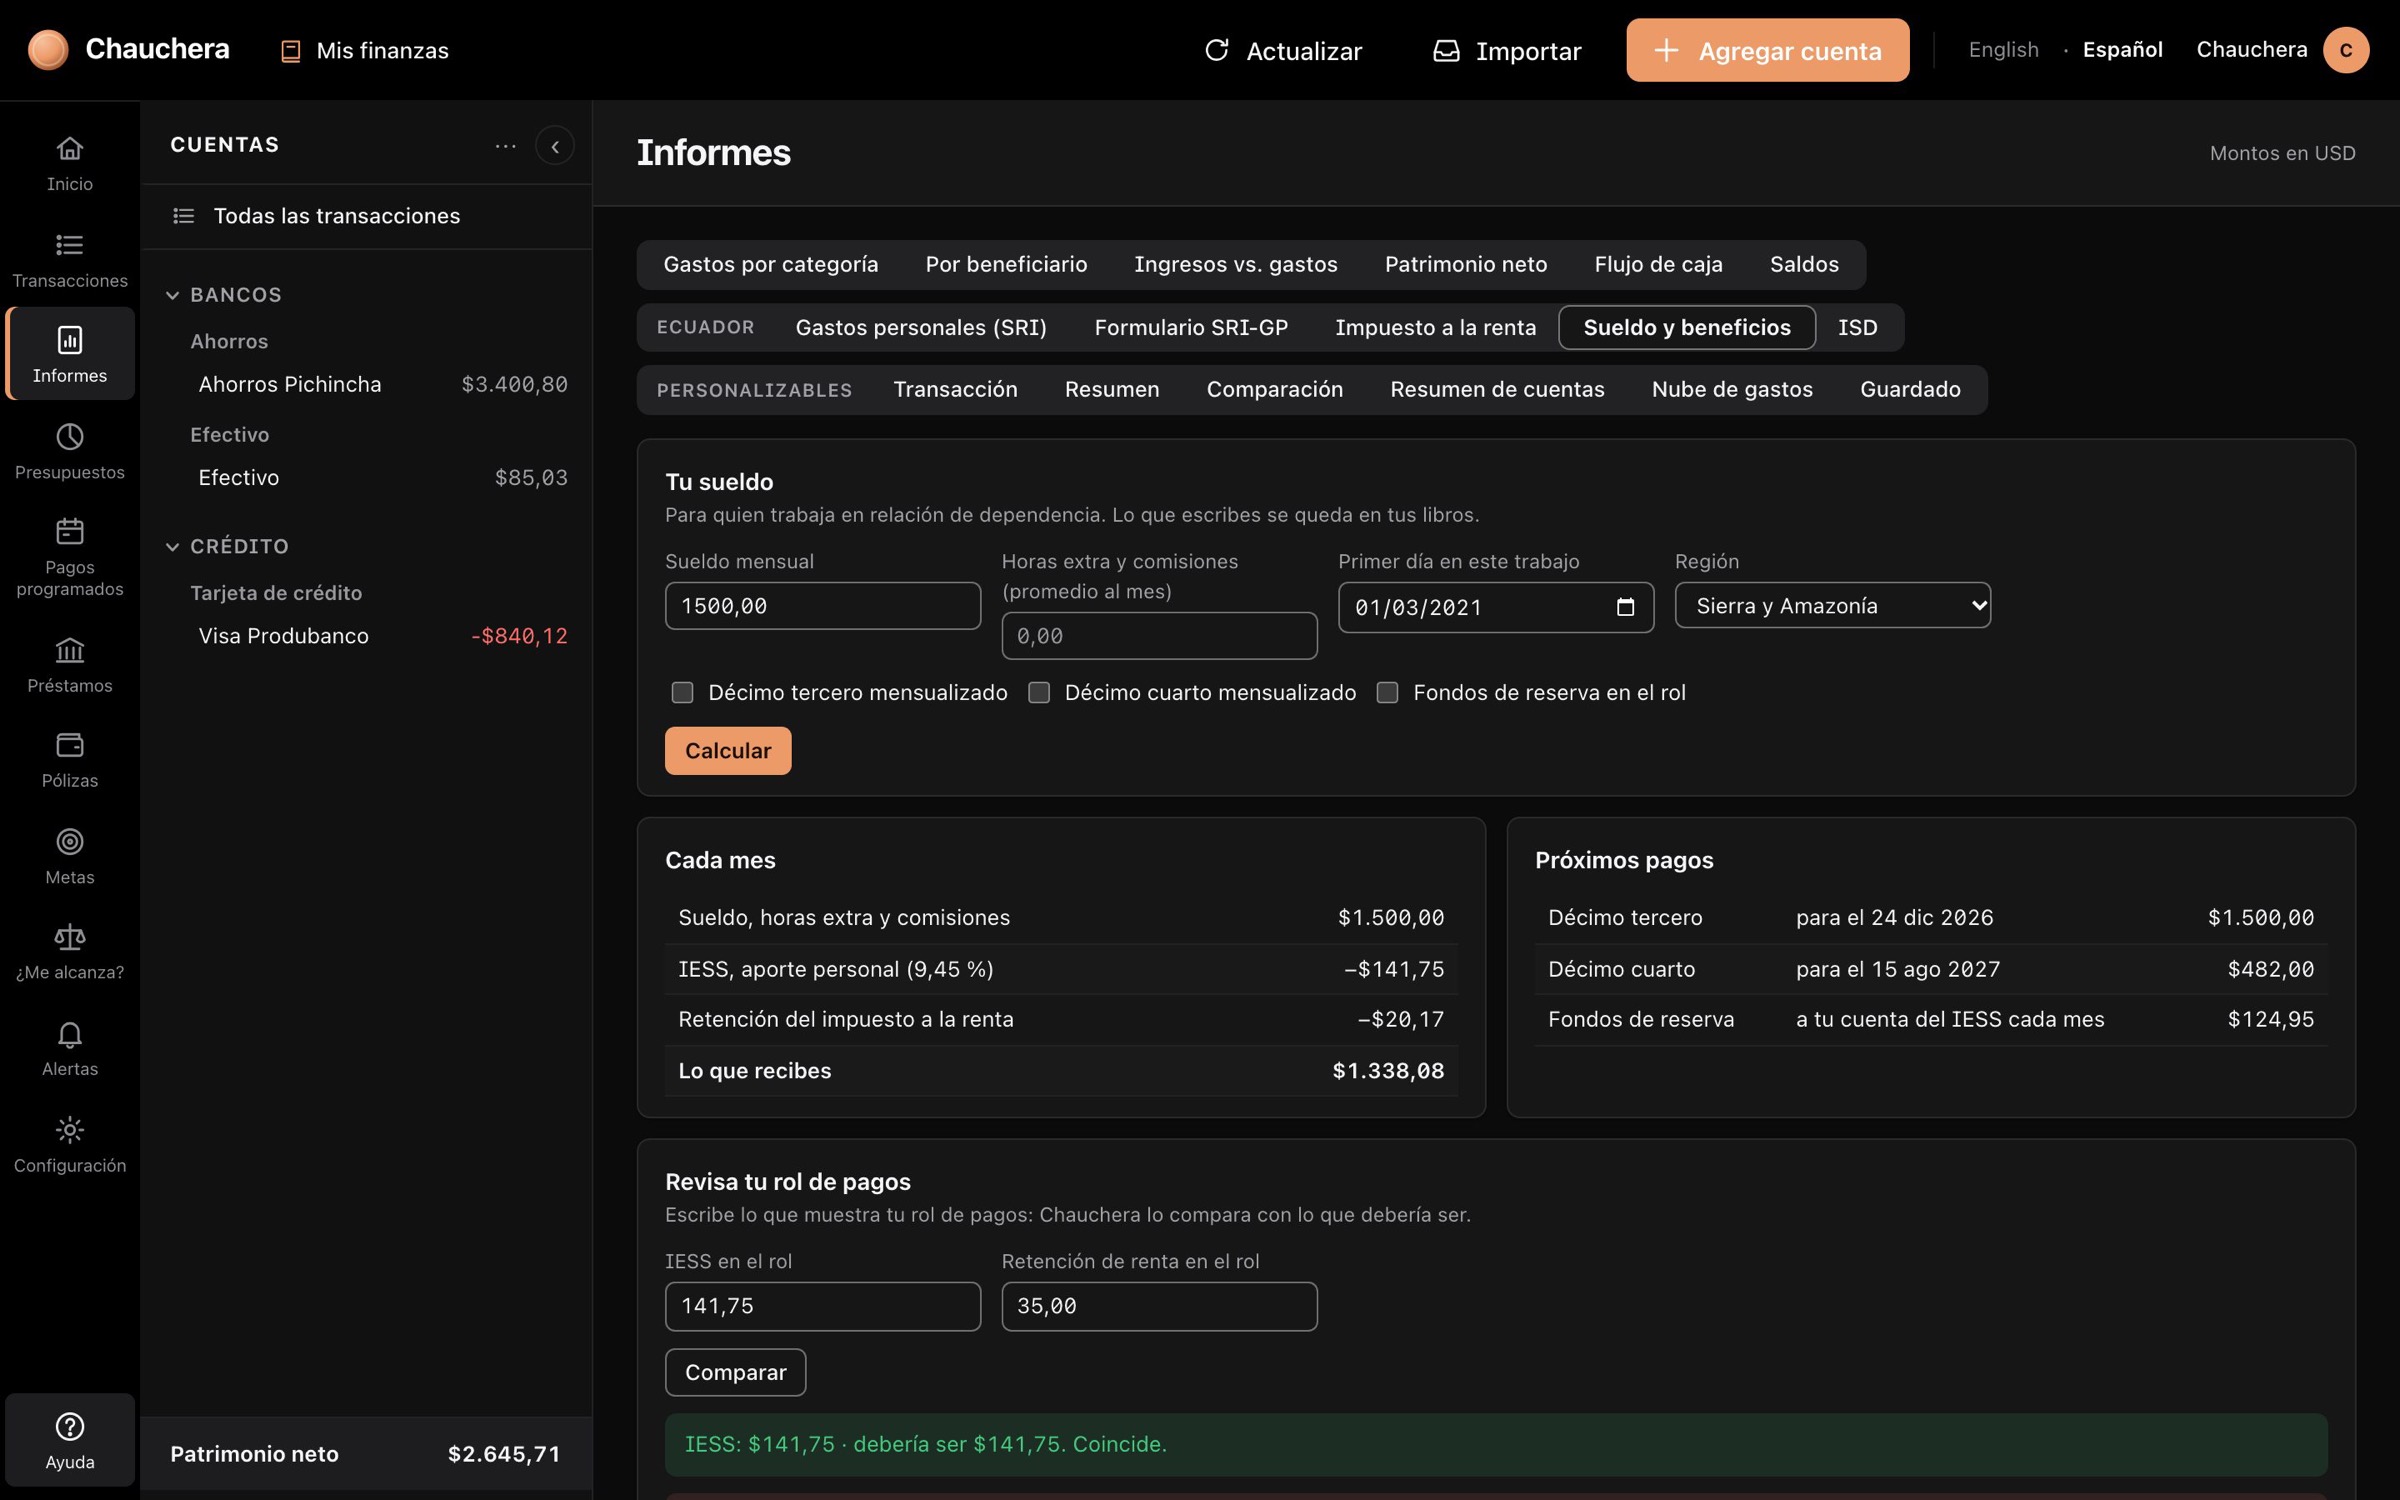 Chauchera
Mis finanzas
Actualizar
Importar
+ Agregar cuenta
English · Español
Chauchera
C
Inicio
Transacciones
Informes
Presupuestos
Pagos
programados
Préstamos
Pólizas
Metas
¿Me alcanza?
Alertas
Configuración
Ayuda
CUENTAS
Todas las transacciones
BANCOS
Ahorros
Ahorros Pichincha $3.400,80
Efectivo
Efectivo $85,03
CRÉDITO
Tarjeta de crédito
Visa Produbanco -$840,12
Patrimonio neto $2.645,71
Informes
Montos en USD
Gastos por categoría Por beneficiario Ingresos vs. gastos Patrimonio neto Flujo de caja Saldos
ECUADOR Gastos personales (SRI) Formulario SRI-GP Impuesto a la renta Sueldo y beneficios ISD
PERSONALIZABLES Transacción Resumen Comparación Resumen de cuentas Nube de gastos Guardado
Tu sueldo
Para quien trabaja en relación de dependencia. Lo que escribes se queda en tus libros.
Sueldo mensual
1500,00
Horas extra y comisiones
(promedio al mes)
0,00
Primer día en este trabajo
01/03/2021
Región
Sierra y Amazonía
Décimo tercero mensualizado Décimo cuarto mensualizado Fondos de reserva en el rol
Calcular
Cada mes
Sueldo, horas extra y comisiones $1.500,00
IESS, aporte personal (9,45 %) –$141,75
Retención del impuesto a la renta –$20,17
Lo que recibes $1.338,08
Próximos pagos
Décimo tercero para el 24 dic 2026 $1.500,00
Décimo cuarto para el 15 ago 2027 $482,00
Fondos de reserva a tu cuenta del IESS cada mes $124,95
Revisa tu rol de pagos
Escribe lo que muestra tu rol de pagos: Chauchera lo compara con lo que debería ser.
IESS en el rol
141,75
Retención de renta en el rol
35,00
Comparar
IESS: $141,75 · debería ser $141,75. Coincide.